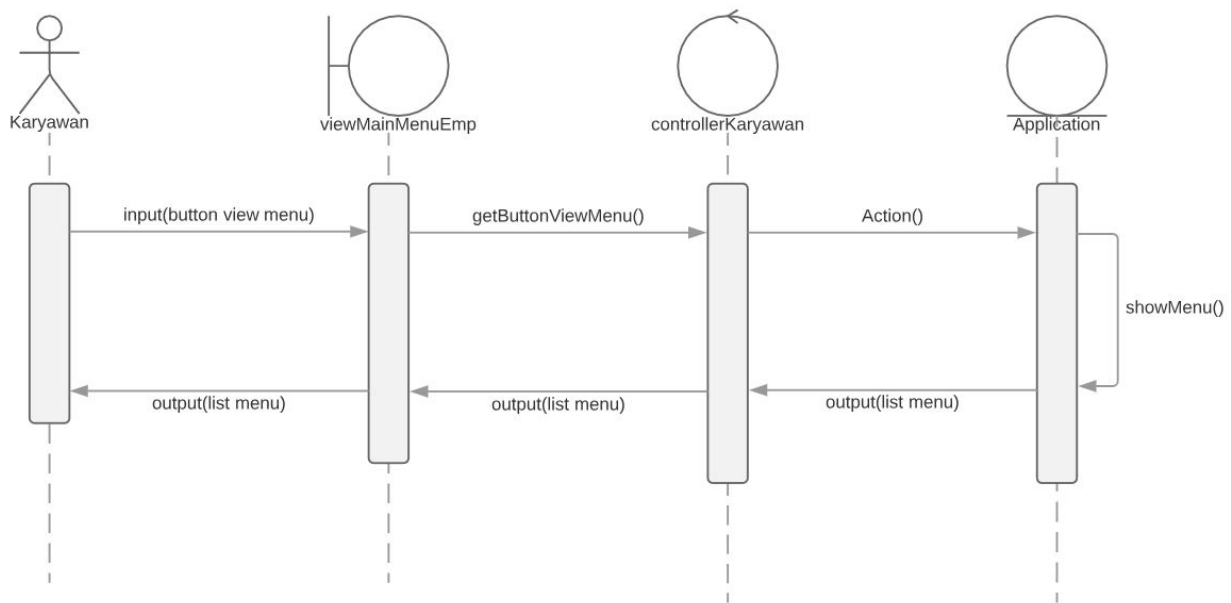 Karyawan
viewMainMenuEmp
controllerKaryawan
Application
input(button view menu)
getButtonViewMenu()
Action()
showMenu()
output(list menu)
output(list menu)
output(list menu)